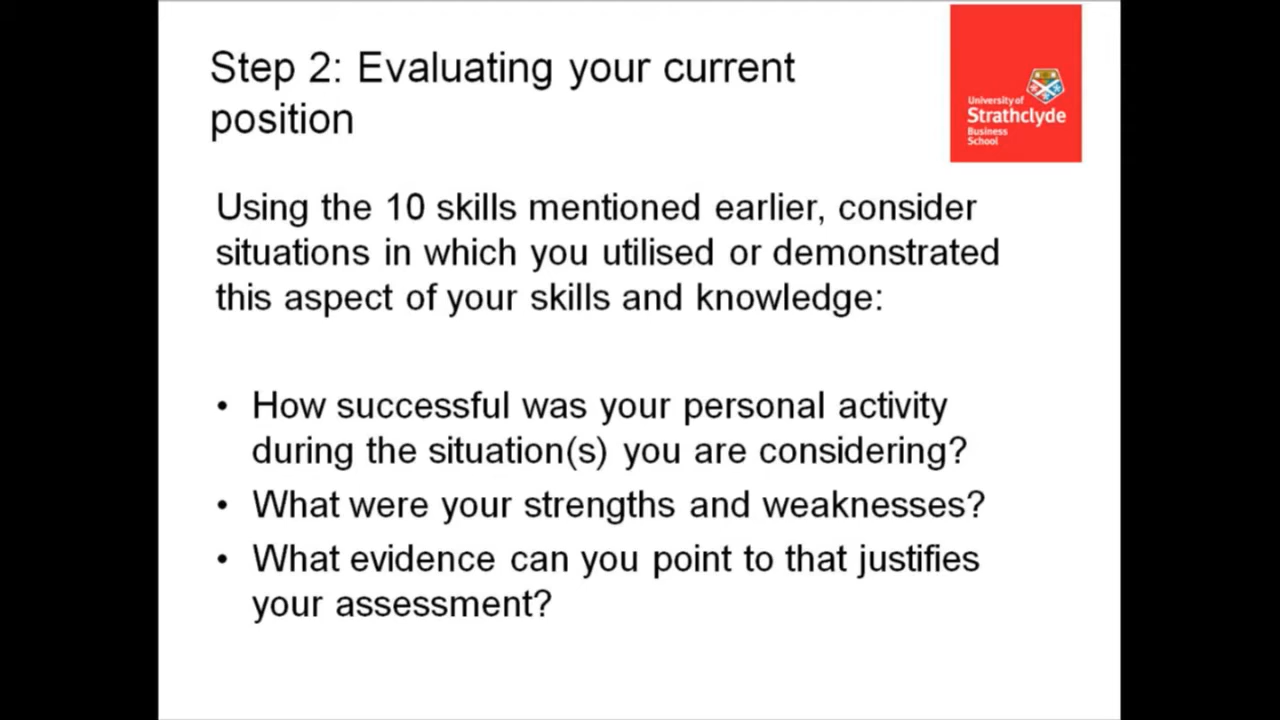 Step 2: Evaluating your current
position
University of
Strathclyde
Business
School
Using the 10 skills mentioned earlier, consider
situations in which you utilised or demonstrated
this aspect of your skills and knowledge:
• How successful was your personal activity
during the situation(s) you are considering?
• What were your strengths and weaknesses?
• What evidence can you point to that justifies
your assessment?